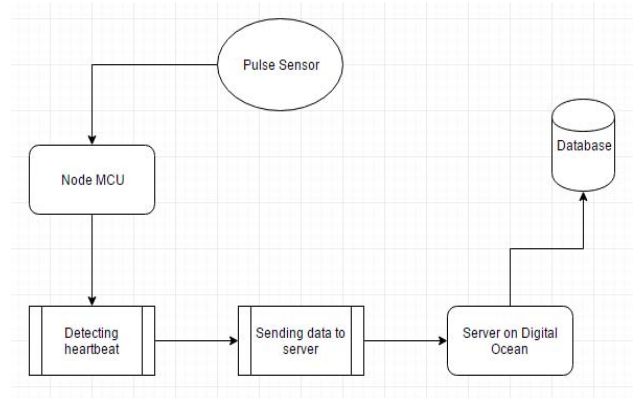 Pulse Sensor
Node MCU
Database
Detecting
heartbeat
Sending data to
server
Server on Digital
Ocean